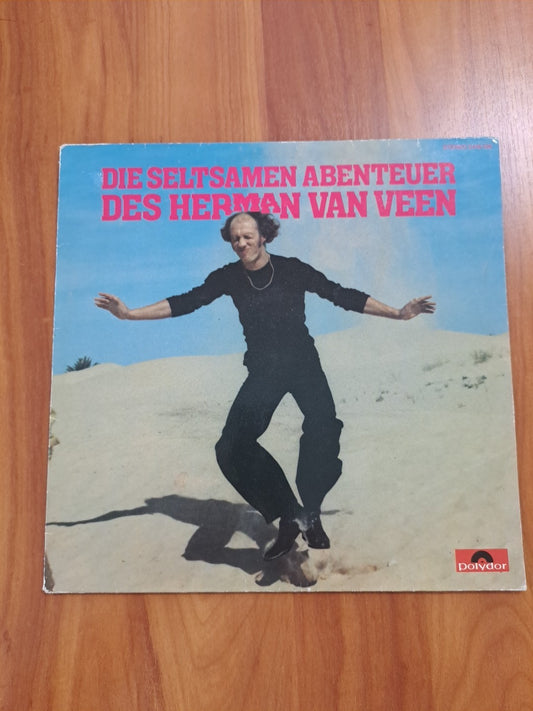 DIE SELTSAMEN ABENTEUER
DES HERMAN VAN VEEN
polydor